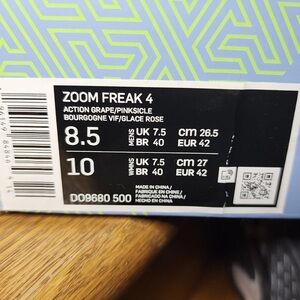 ZOOM FREAK 4
ACTION GRAPE/PINKSICLE
BOURGOGNE VIF/GLACE ROSE
8.5 MENS UK 7.5 cm 26.5
BR 40 EUR 42
10 WMNS UK 7.5 cm 27
BR 40 EUR 42
DO9680 500
MADE IN CHINA/
FABRIQUÉ EN CHINE/
FABRICADO NA CHINA/
HECHO EN CHINA